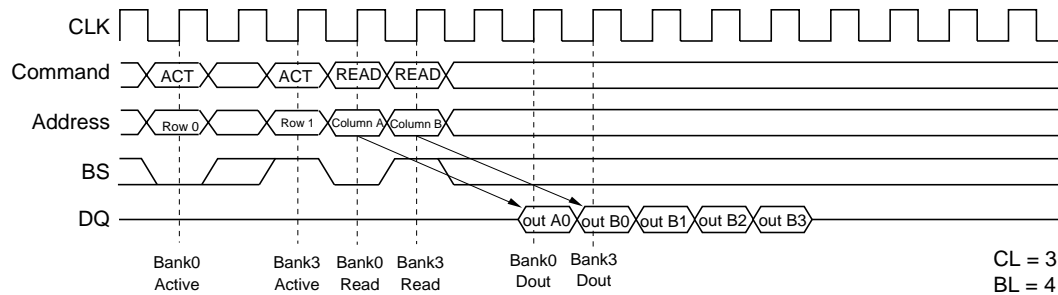 CLK
Command ACT ACT READ READ
Address Row 0 Row 1 Column A Column B
BS
DQ out A0 out B0 out B1 out B2 out B3
Bank0 Bank3 Bank0 Bank3 Bank0 Bank3
Active Active Read Read Dout Dout
CL = 3
BL = 4